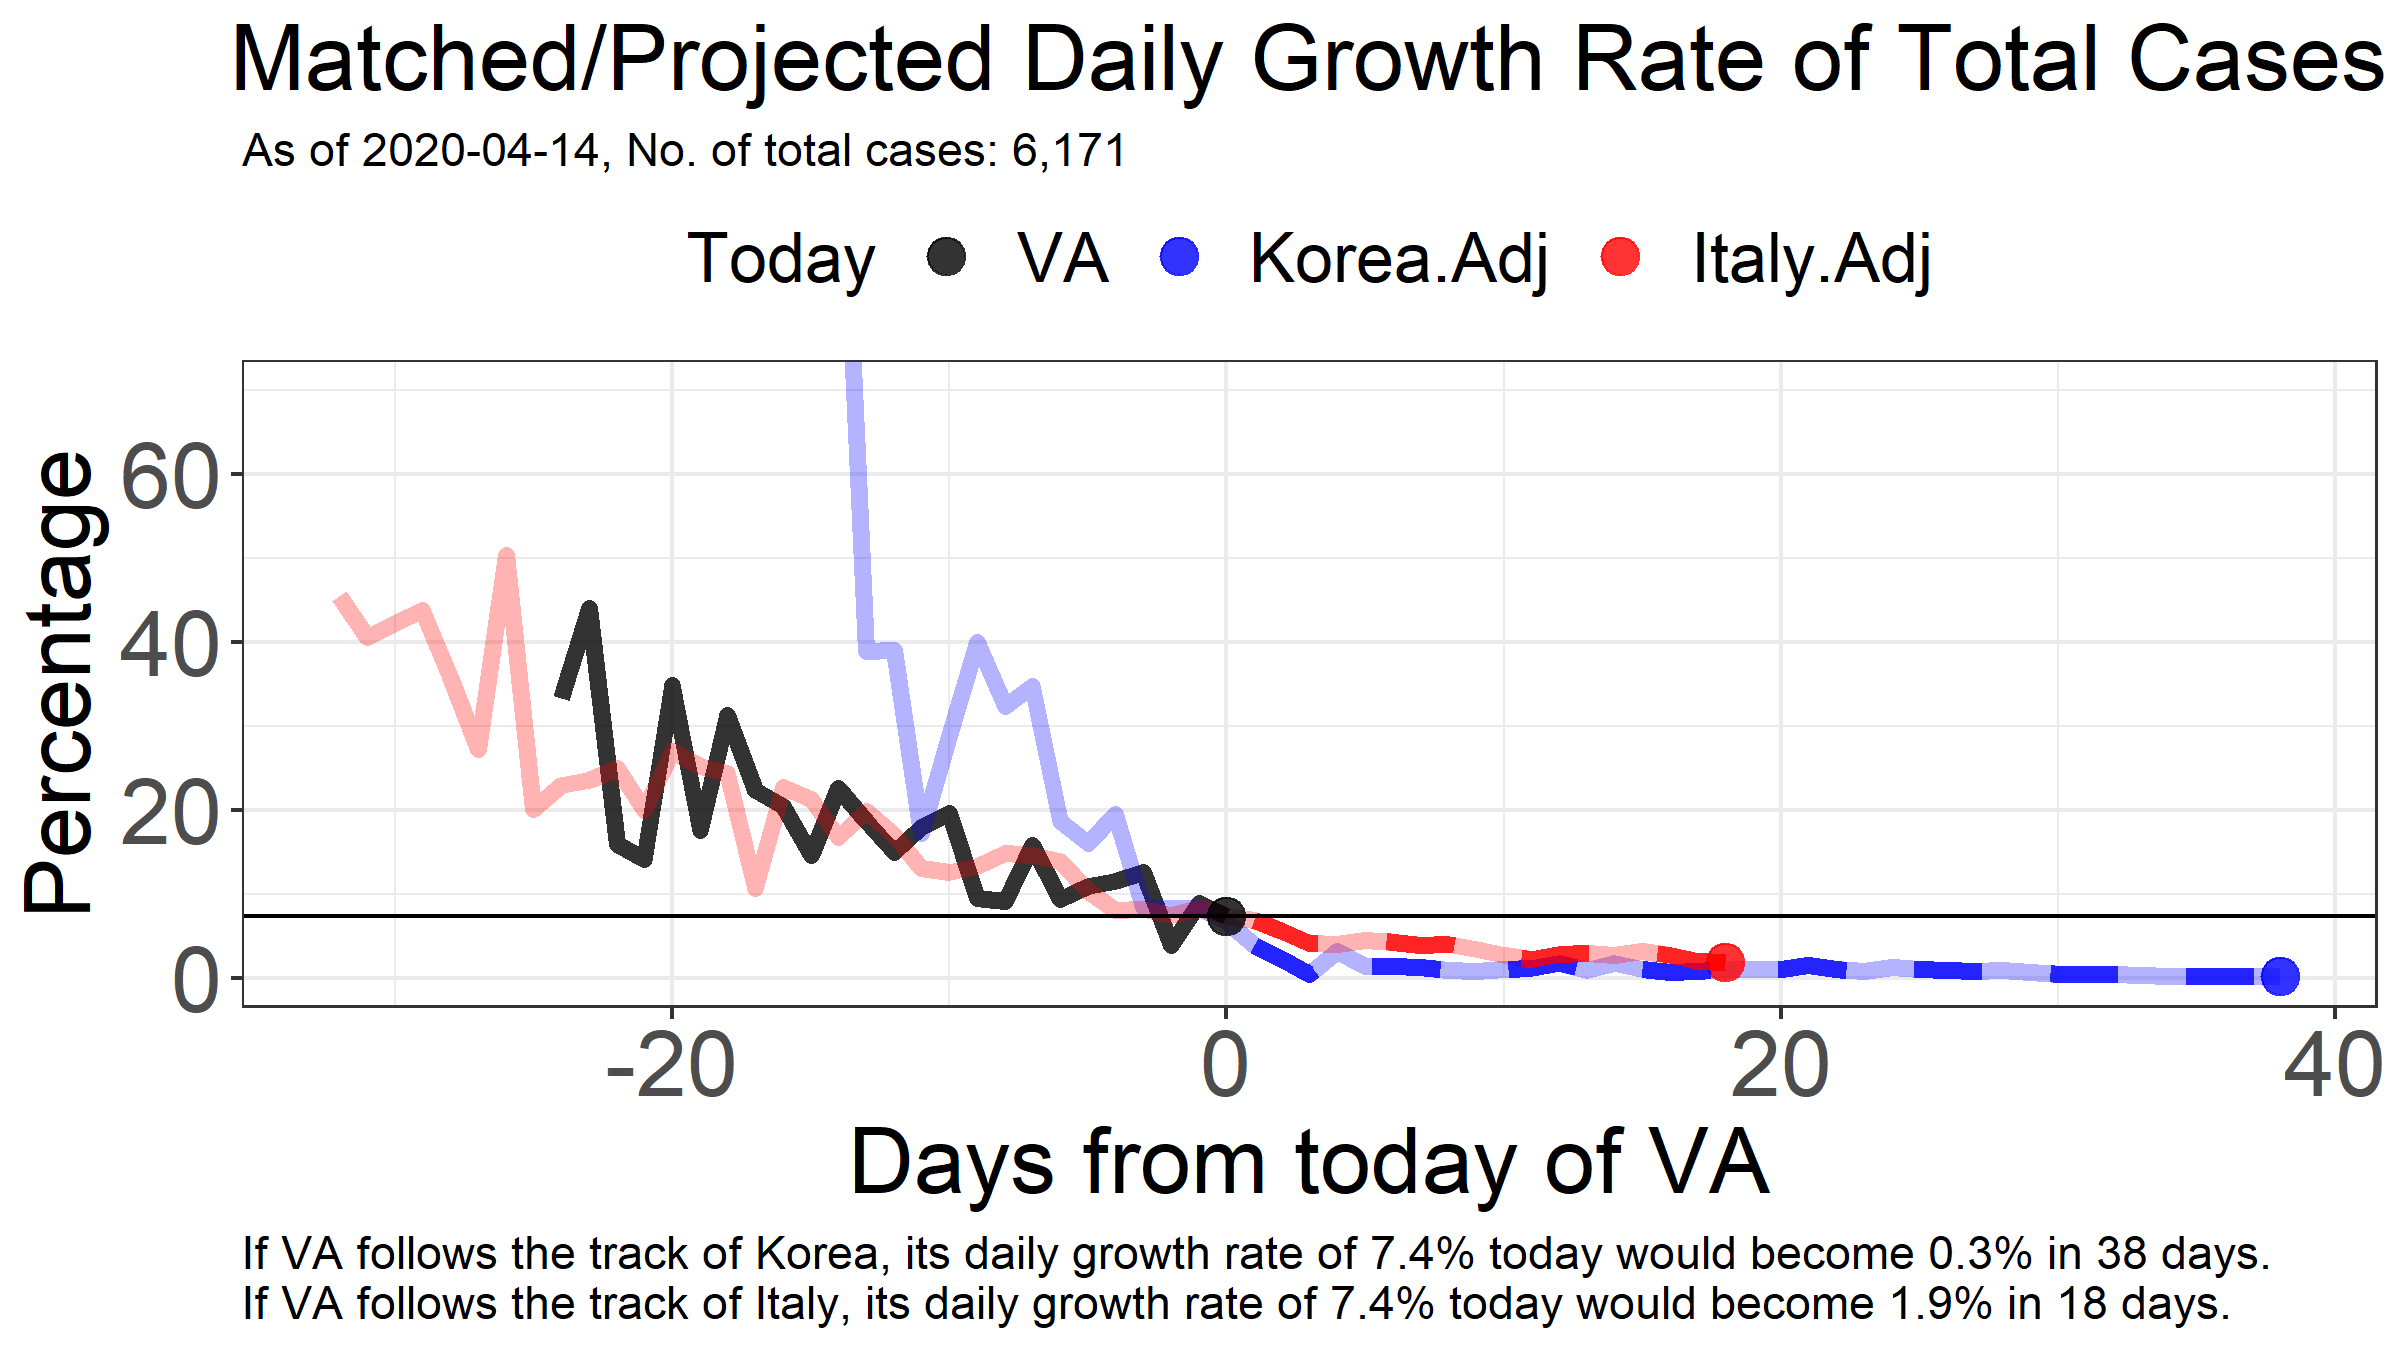 Matched/Projected Daily Growth Rate of Total Cases
As of 2020-04-14, No. of total cases: 6,171
Today VA Korea.Adj Italy.Adj
Percentage
60
40
20
0
-20 0 20 40
Days from today of VA
If VA follows the track of Korea, its daily growth rate of 7.4% today would become 0.3% in 38 days.
If VA follows the track of Italy, its daily growth rate of 7.4% today would become 1.9% in 18 days.